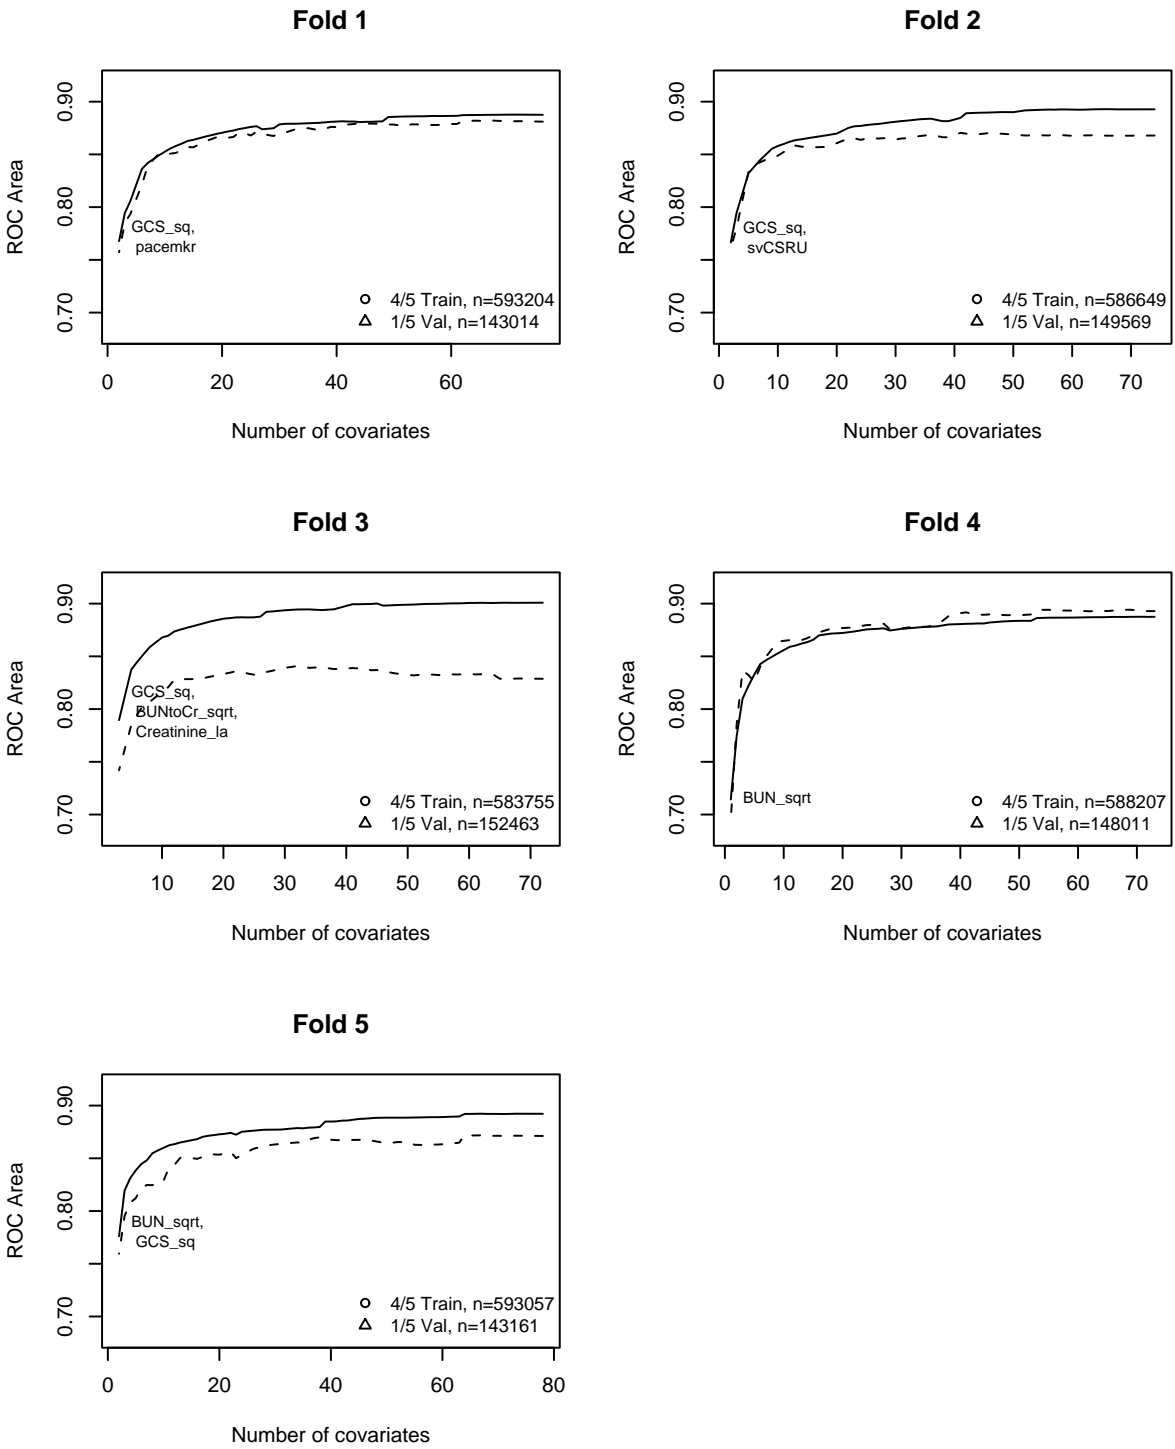 Fold 1
ROC Area
0.70
0.80
0.90
GCS_sq,
pacemkr
4/5 Train, n=593204
1/5 Val, n=143014
0 20 40 60
Number of covariates
Fold 2
ROC Area
0.70
0.80
0.90
GCS_sq,
svCSRU
4/5 Train, n=586649
1/5 Val, n=149569
0 10 20 30 40 50 60 70
Number of covariates
Fold 3
ROC Area
0.70
0.80
0.90
GCS_sq,
BUNtoCr_sqrt,
Creatinine_la
4/5 Train, n=583755
1/5 Val, n=152463
10 20 30 40 50 60 70
Number of covariates
Fold 4
ROC Area
0.70
0.80
0.90
BUN_sqrt
4/5 Train, n=588207
1/5 Val, n=148011
0 10 20 30 40 50 60 70
Number of covariates
Fold 5
ROC Area
0.70
0.80
0.90
BUN_sqrt,
GCS_sq
4/5 Train, n=593057
1/5 Val, n=143161
0 20 40 60 80
Number of covariates